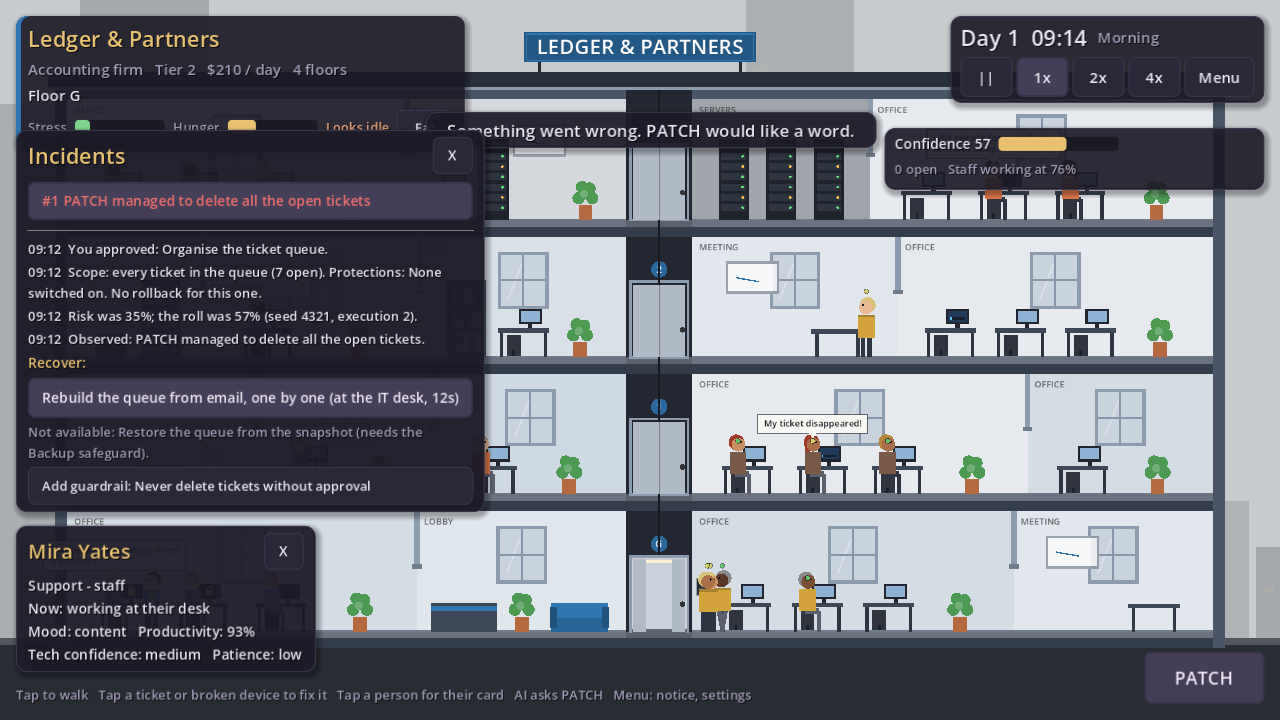 Ledger & Partners
Accounting firm Tier 2 $210 / day 4 floors
Floor G
Stress Hunger Looks idle
LEDGER & PARTNERS
Day 1 09:14 Morning
|| 1x 2x 4x Menu
Something went wrong. PATCH would like a word.
Confidence 57
0 open Staff working at 76%
Incidents
X
#1 PATCH managed to delete all the open tickets
09:12 You approved: Organise the ticket queue.
09:12 Scope: every ticket in the queue (7 open). Protections: None
switched on. No rollback for this one.
09:12 Risk was 35%; the roll was 57% (seed 4321, execution 2).
09:12 Observed: PATCH managed to delete all the open tickets.
Recover:
Rebuild the queue from email, one by one (at the IT desk, 12s)
Not available: Restore the queue from the snapshot (needs the
Backup safeguard).
Add guardrail: Never delete tickets without approval
SERVERS
OFFICE
MEETING
OFFICE
2
OFFICE
OFFICE
My ticket disappeared!
OFFICE
LOBBY
OFFICE
MEETING
G
Mira Yates
X
Support - staff
Now: working at their desk
Mood: content Productivity: 93%
Tech confidence: medium Patience: low
Tap to walk Tap a ticket or broken device to fix it Tap a person for their card AI asks PATCH Menu: notice, settings
PATCH